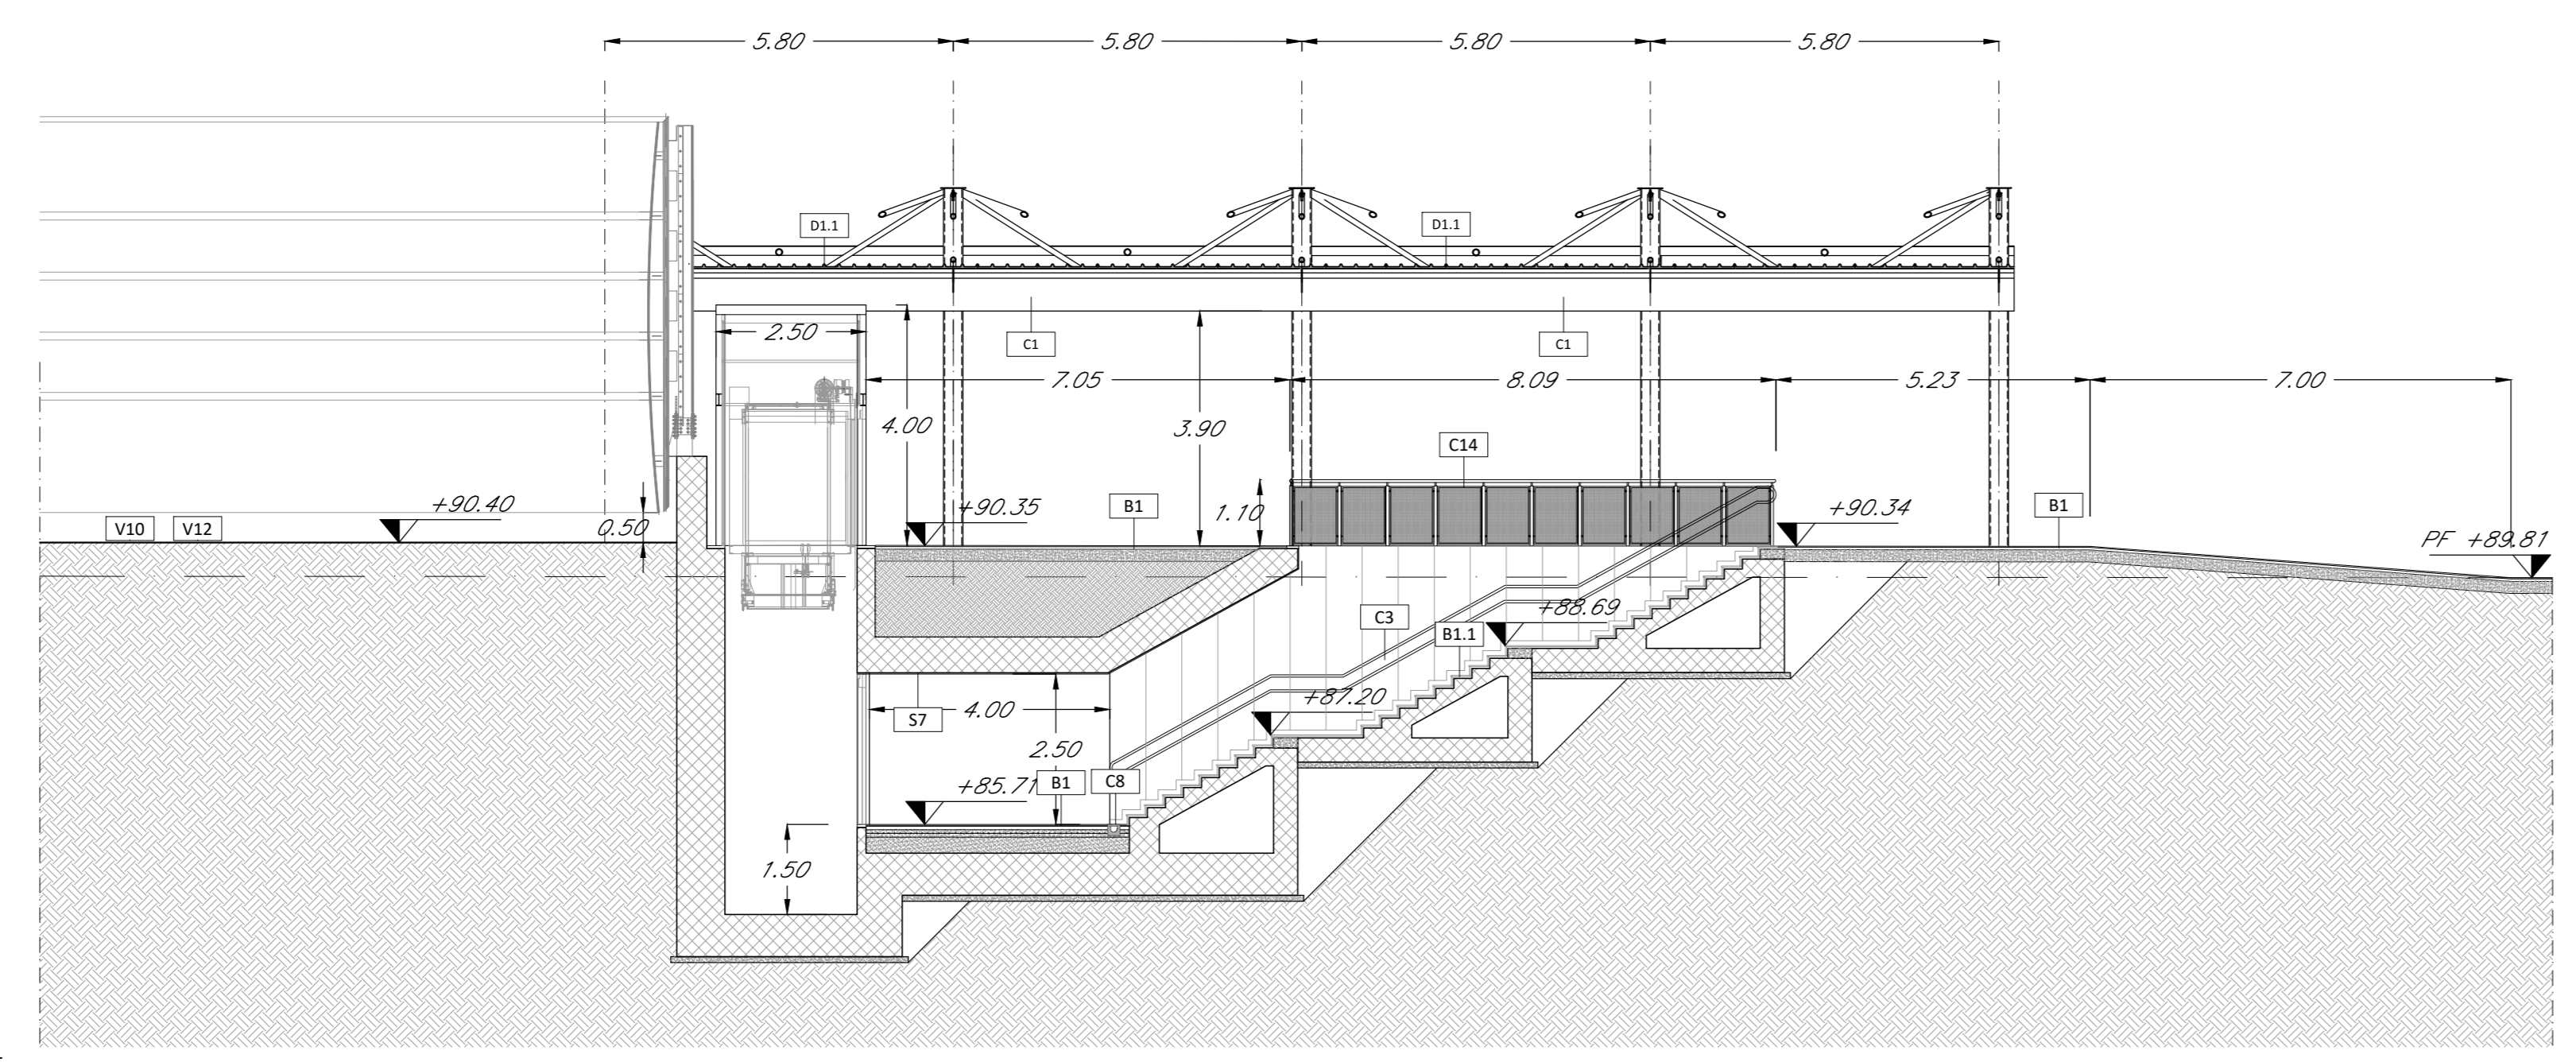 5.80 5.80 5.80 5.80
D1.1 D1.1
2.50
C1 C1
7.05 8.09 5.23 7.00
4.00 3.90
C14
+90.40 +90.35 B1 1.10 +90.34 B1
V10 V12 0.50
PF +89.81
+88.69
C3
B1.1
+87.20
S7 4.00
2.50
+85.71 B1 C8
1.50